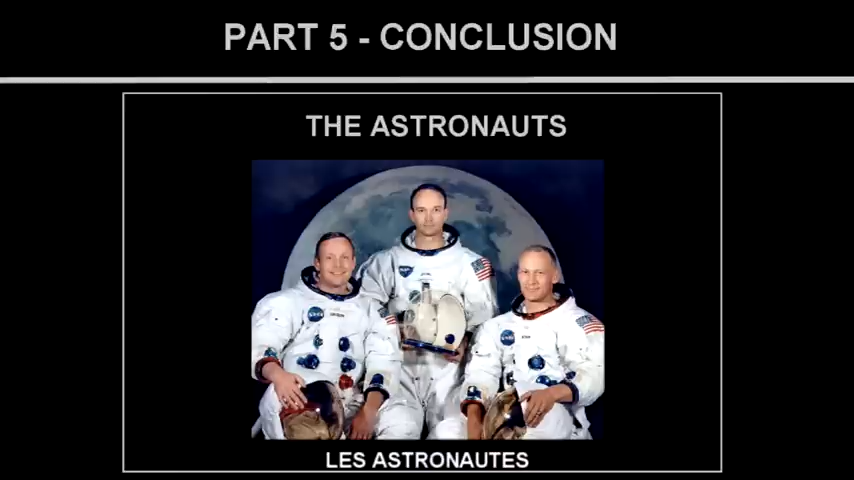 PART 5 - CONCLUSION
THE ASTRONAUTS
LES ASTRONAUTES